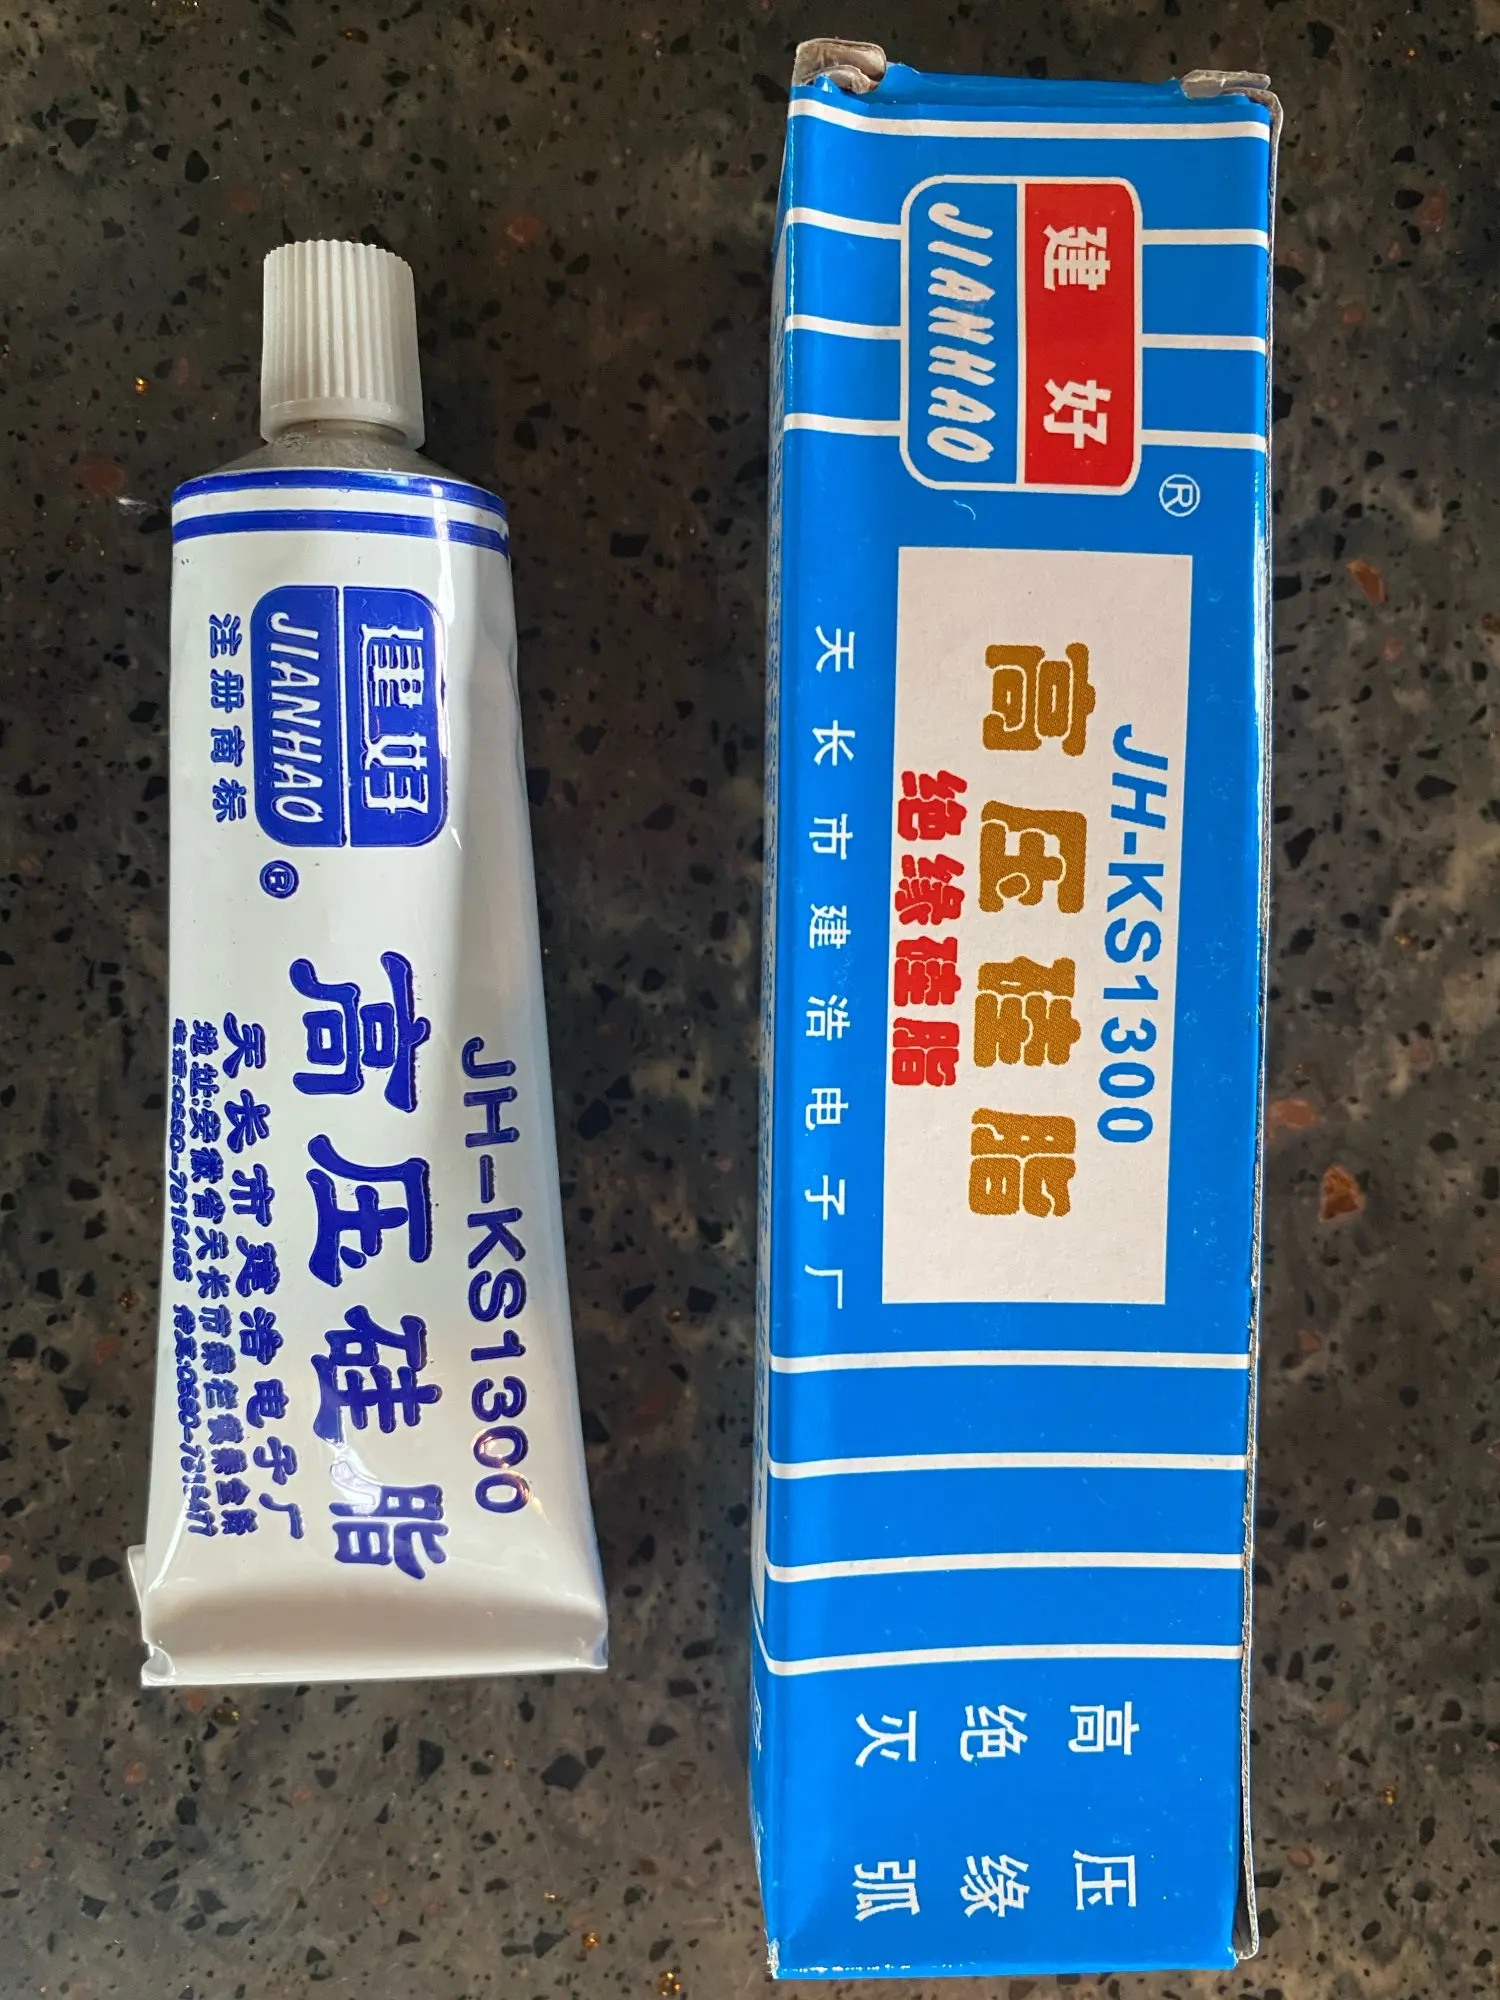 建好
JIANHAO
注册商标
®
JH-KS1300
高压硅脂
天长市建浩电子厂
建好
JIANHAO
®
JH-KS1300
高压硅脂
绝缘硅脂
天长市建浩电子厂
高压
绝缘
灭弧